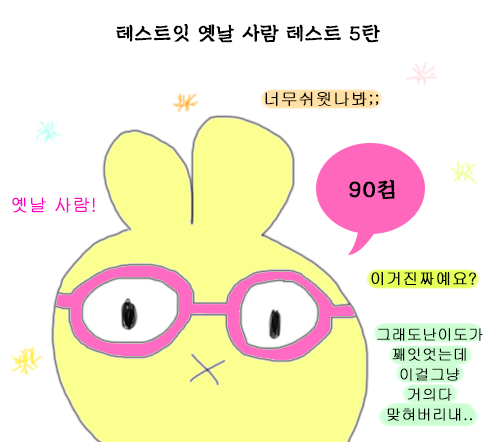 테스트잇 옛날 사람 테스트 5탄
너무쉬웟나봐;;
90점
옛날 사람!
이거진짜예요?
그래도난이도가
꽤잇엇는데
이걸그냥
거의다
맞혀버리내..